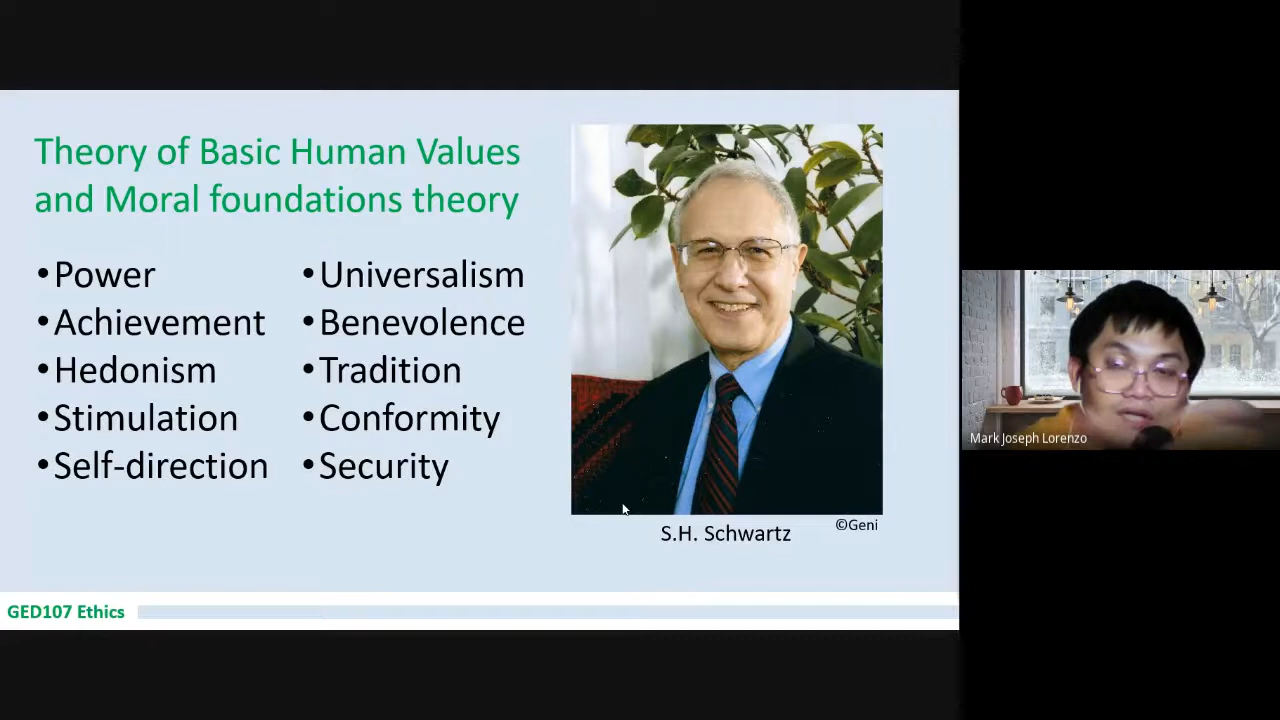 Theory of Basic Human Values
and Moral foundations theory
•Power
•Achievement
•Hedonism
•Stimulation
•Self-direction
•Universalism
•Benevolence
•Tradition
•Conformity
•Security
S.H. Schwartz
©Geni
GED107 Ethics
Mark Joseph Lorenzo